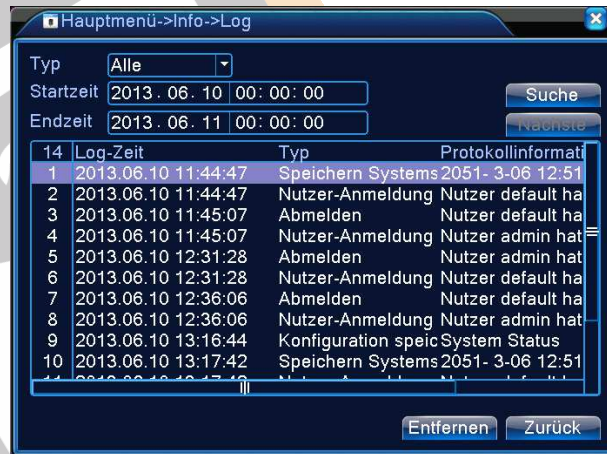 Hauptmenü->Info->Log
Typ Alle
Startzeit 2013. 06. 10 00: 00: 00
Suche
Endzeit 2013. 06. 11 00: 00: 00
Nächste
14 Log-Zeit Typ Protokollinformati
1 2013.06.10 11:44:47 Speichern Systems 2051- 3-06 12:51
2 2013.06.10 11:44:47 Nutzer-Anmeldung Nutzer default ha
3 2013.06.10 11:45:07 Abmelden Nutzer default ha
4 2013.06.10 11:45:07 Nutzer-Anmeldung Nutzer admin hat
5 2013.06.10 12:31:28 Abmelden Nutzer admin hat
6 2013.06.10 12:31:28 Nutzer-Anmeldung Nutzer default ha
7 2013.06.10 12:36:06 Abmelden Nutzer default ha
8 2013.06.10 12:36:06 Nutzer-Anmeldung Nutzer admin hat
9 2013.06.10 13:16:44 Konfiguration speic System Status
10 2013.06.10 13:17:42 Speichern Systems 2051- 3-06 12:51
Entfernen Zurück